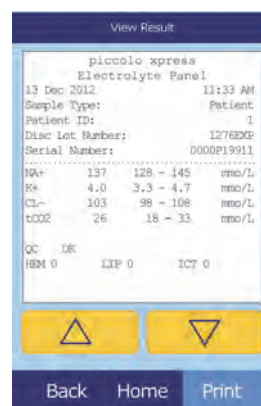 View Result
piccolo xpress
Electrolyte Panel
13 Dec 2012 11:33 AM
Sample Type: Patient
Patient ID: 1
Disc Lot Number: 1276EXP
Serial Number: 0000P19911
NA+ 137 128 - 145 mmo/L
K+ 4.0 3.3 - 4.7 mmo/L
CL- 103 98 - 108 mmo/L
tCO2 26 18 - 33 mmo/L
QC OK
HEM 0 LIP 0 ICT 0
Back Home Print